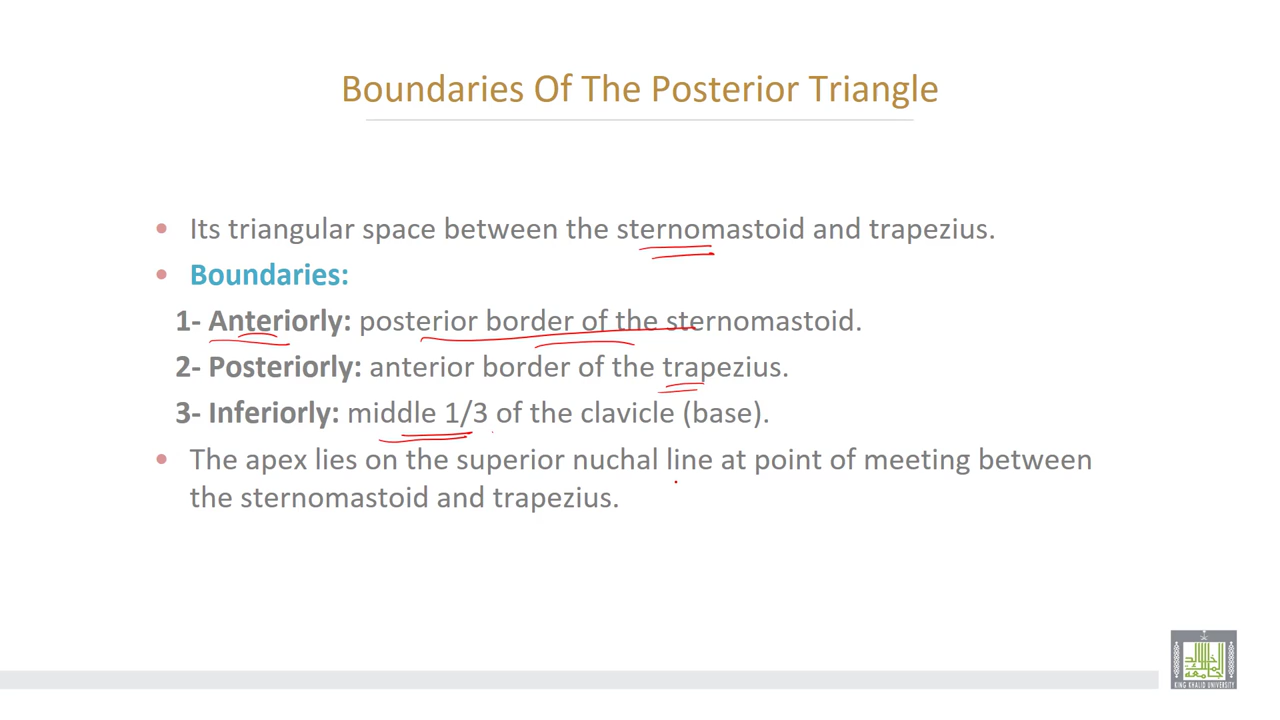 Boundaries Of The Posterior Triangle
• Its triangular space between the sternomastoid and trapezius.
• Boundaries:
1- Anteriorly: posterior border of the sternomastoid.
2- Posteriorly: anterior border of the trapezius.
3- Inferiorly: middle 1/3 of the clavicle (base).
• The apex lies on the superior nuchal line at point of meeting between
the sternomastoid and trapezius.
KING KHALID UNIVERSITY